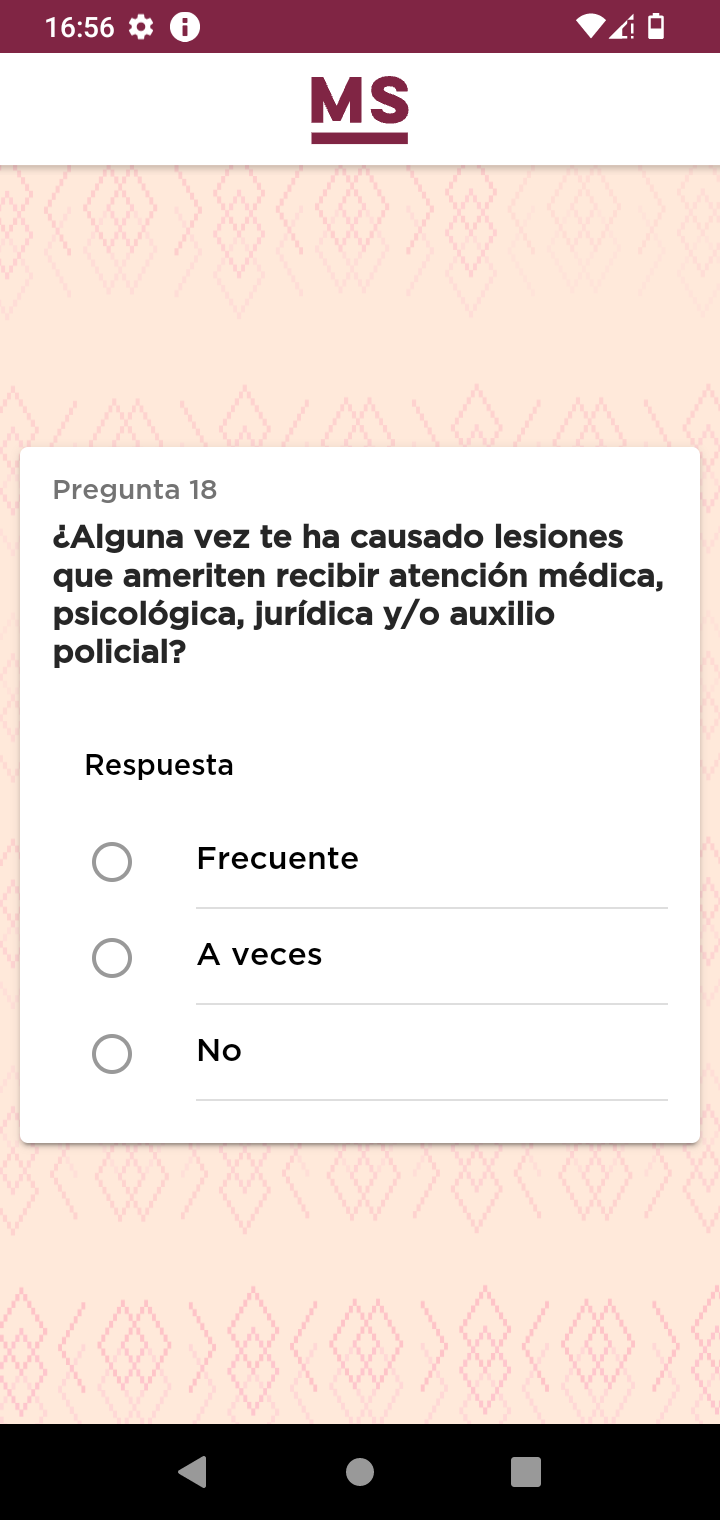 16:56
MS
Pregunta 18
¿Alguna vez te ha causado lesiones
que ameriten recibir atención médica,
psicológica, jurídica y/o auxilio
policial?
Respuesta
Frecuente
A veces
No